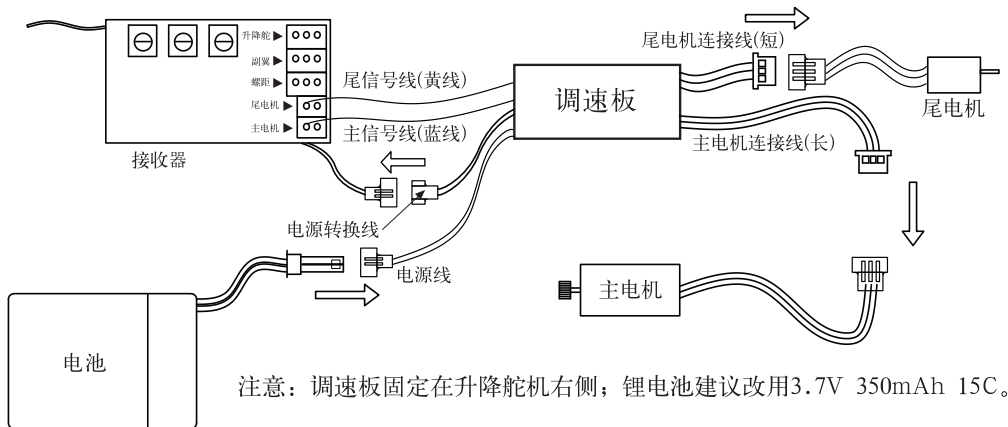 升降舵
副翼
螺距
尾电机
主电机
接收器
尾信号线(黄线)
主信号线(蓝线)
调速板
尾电机连接线(短)
尾电机
主电机连接线(长)
电源转换线
电源线
主电机
电池
注意：调速板固定在升降舵机右侧；锂电池建议改用3.7V 350mAh 15C。